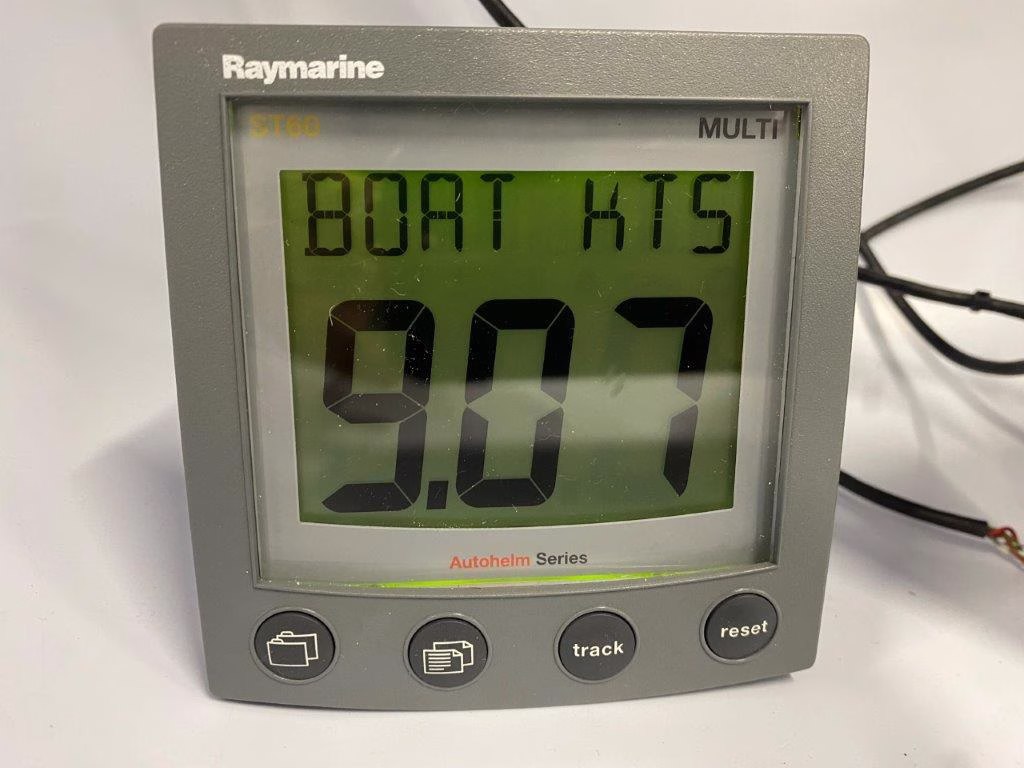 Raymarine
ST60 MULTI
BOAT KTS
9.07
Autohelm Series
track reset